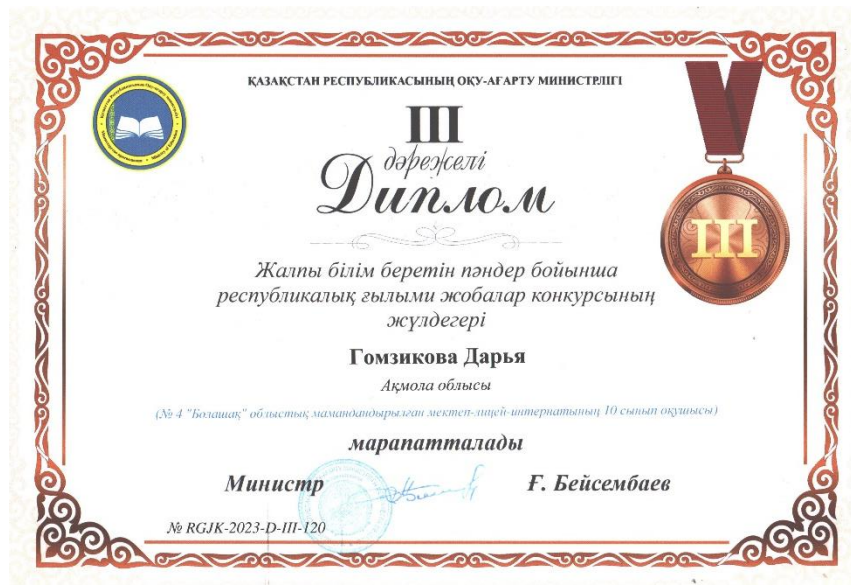 ҚАЗАҚСТАН РЕСПУБЛИКАСЫНЫҢ ОҚУ-АҒАРТУ МИНИСТРЛІГІ
III
дәрежелі
Диплом
III
Жалпы білім беретін пәндер бойынша
республикалық ғылыми жобалар конкурсының
жүлдегері
Гомзикова Дарья
Ақмола облысы
(№ 4 "Болашақ" облыстық мамандандырылған мектеп-лицей-интернатының 10 сынып оқушысы)
марапатталады
Министр Ғ. Бейсембаев
№ RGJK-2023-D-III-120